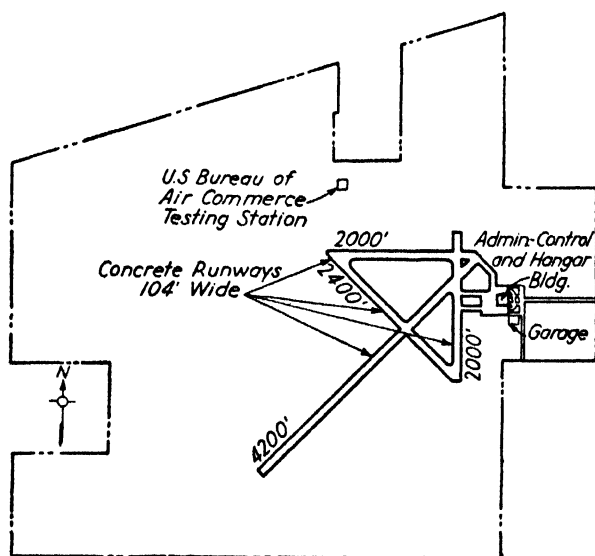 U.S Bureau of
Air Commerce
Testing Station
2000'
Admin-Control
and Hangar
Bldg.
Concrete Runways
104' Wide
2400'
Garage
2000'
N
4200'